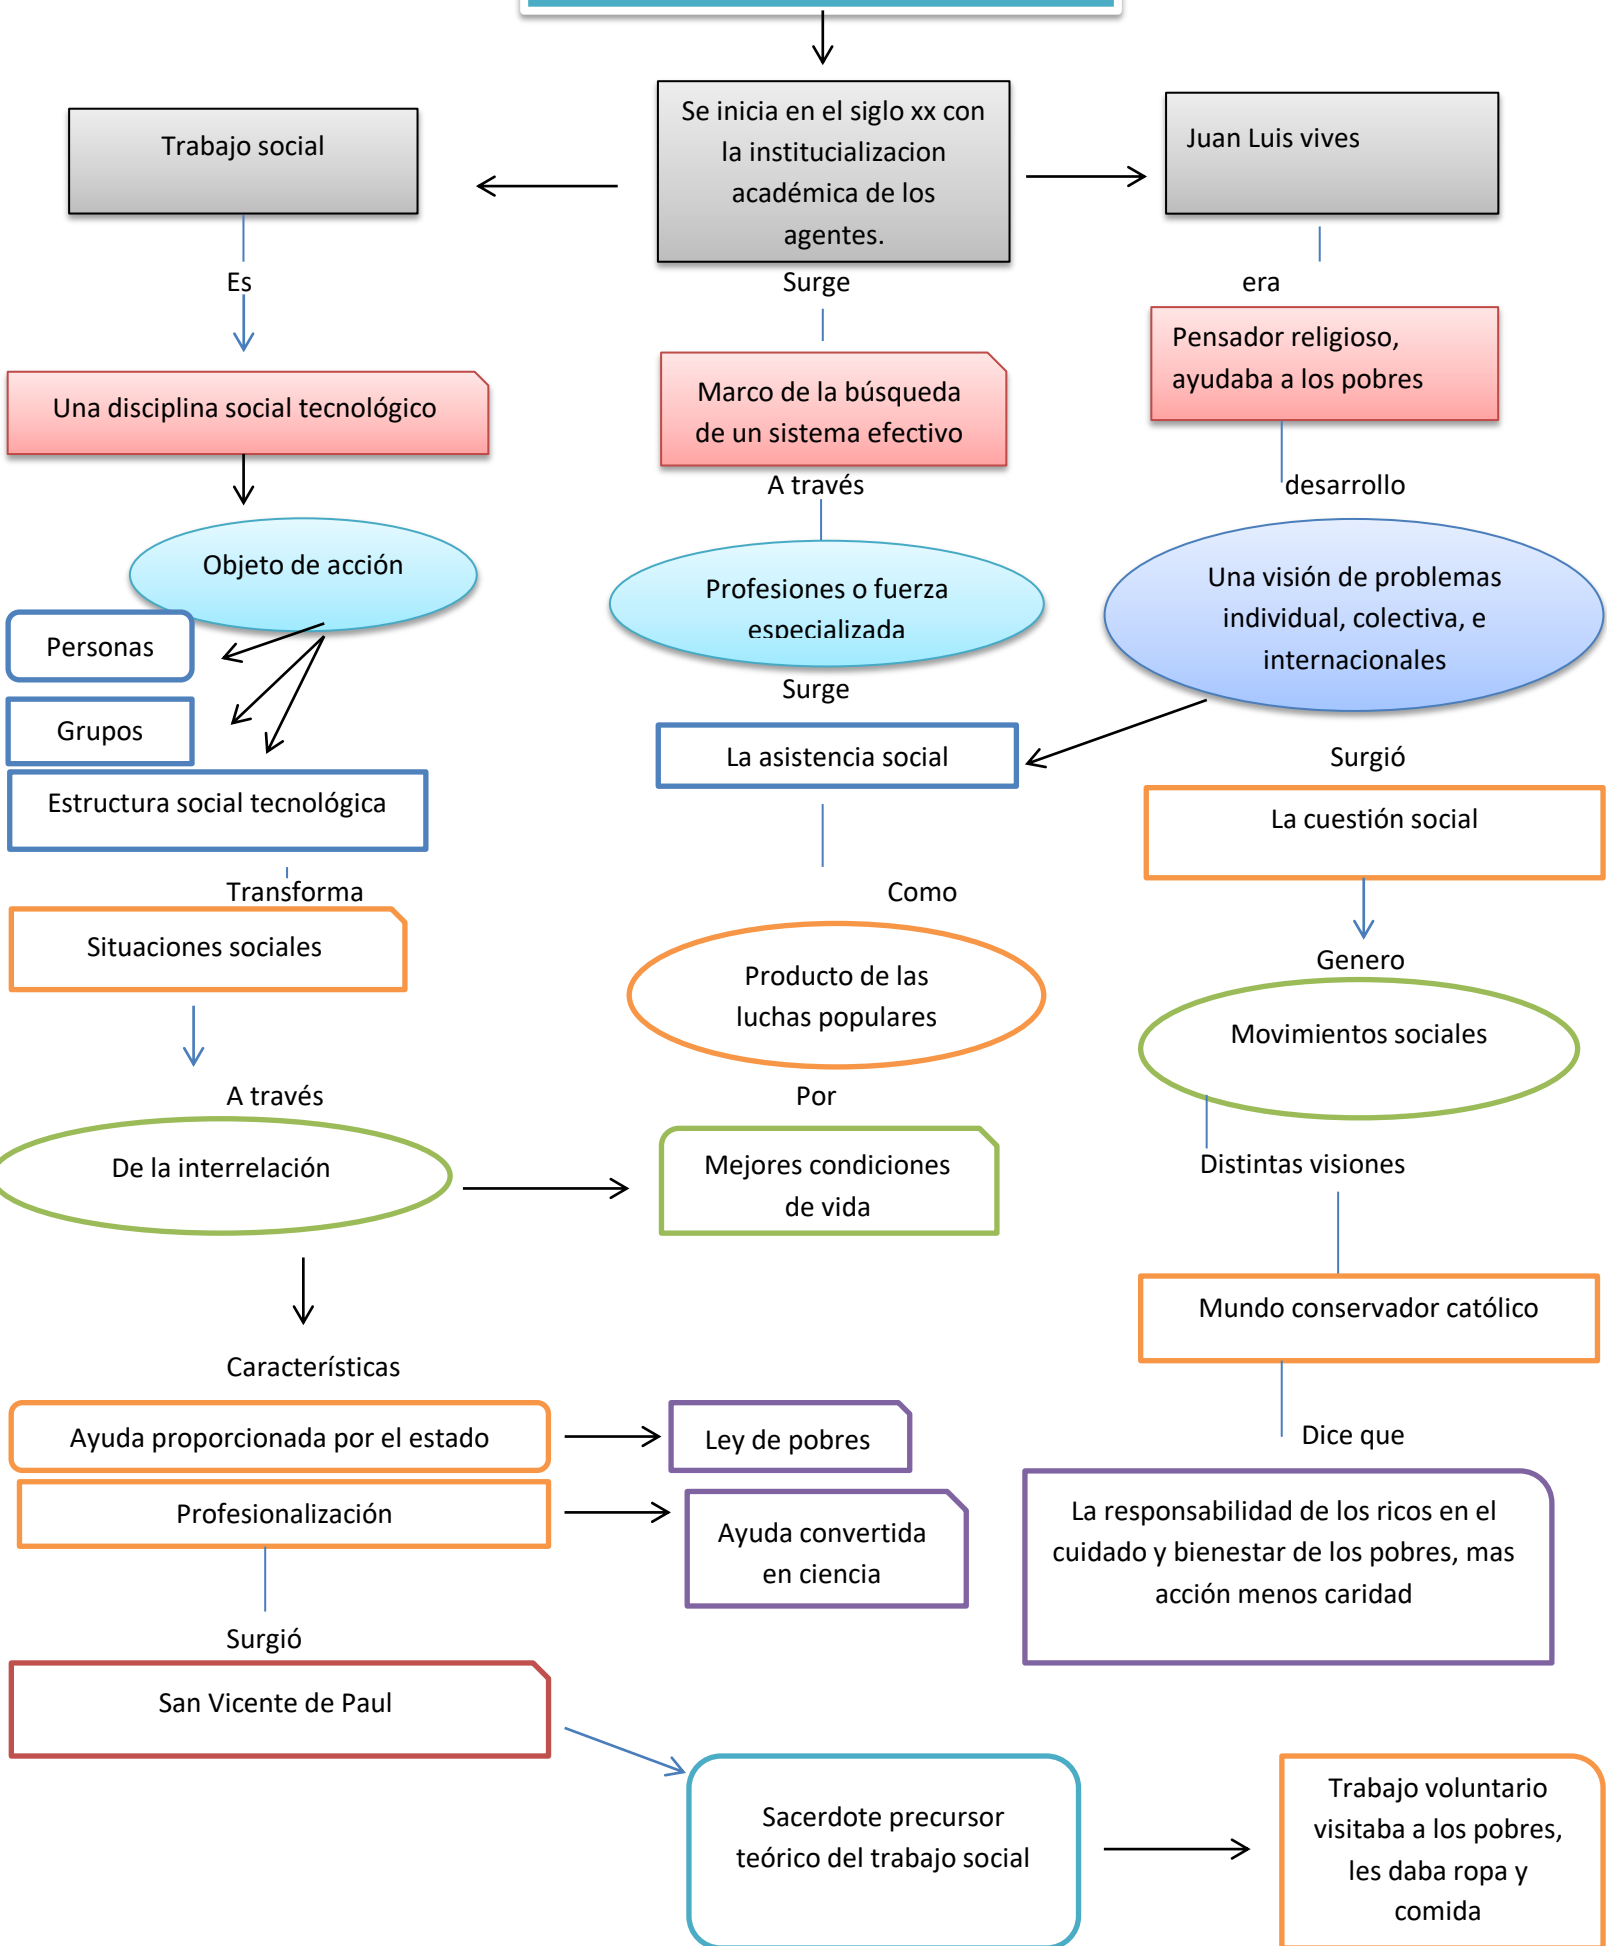 Trabajo social
Es
Una disciplina social tecnológico
Objeto de acción
Personas
Grupos
Estructura social tecnológica
Transforma
Situaciones sociales
A través
De la interrelación
Características
Ayuda proporcionada por el estado
Profesionalización
Surgió
San Vicente de Paul
Se inicia en el siglo xx con
la institucialización
académica de los
agentes.
Surge
Marco de la búsqueda
de un sistema efectivo
A través
Profesiones o fuerza
especializada
Surge
La asistencia social
Como
Producto de las
luchas populares
Por
Mejores condiciones
de vida
Ley de pobres
Ayuda convertida
en ciencia
Sacerdote precursor
teórico del trabajo social
Juan Luis vives
era
Pensador religioso,
ayudaba a los pobres
desarrollo
Una visión de problemas
individual, colectiva, e
internacionales
Surgió
La cuestión social
Genero
Movimientos sociales
Distintas visiones
Mundo conservador católico
Dice que
La responsabilidad de los ricos en el
cuidado y bienestar de los pobres, mas
acción menos caridad
Trabajo voluntario
visitaba a los pobres,
les daba ropa y
comida